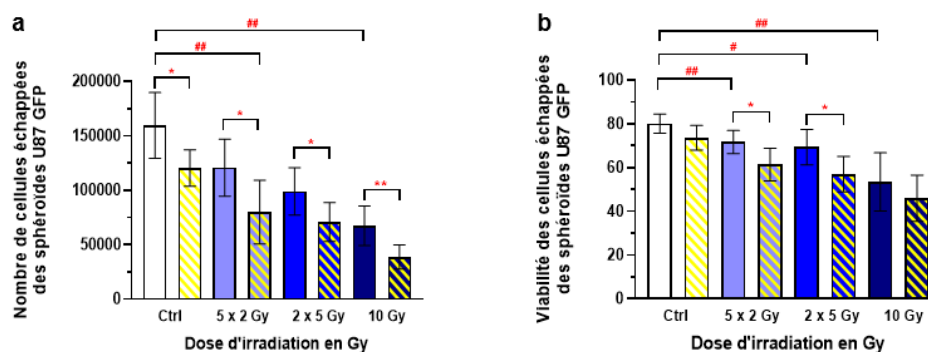 a
##
##
*
*
*
**
Nombre de cellules échappées
des sphéroïdes U87 GFP
200000
150000
100000
50000
0
Ctrl 5 x 2 Gy 2 x 5 Gy 10 Gy
Dose d'irradiation en Gy
b
##
#
##
*
*
Viabilité des cellules échappées
des sphéroïdes U87 GFP
100
80
60
40
20
0
Ctrl 5 x 2 Gy 2 x 5 Gy 10 Gy
Dose d'irradiation en Gy